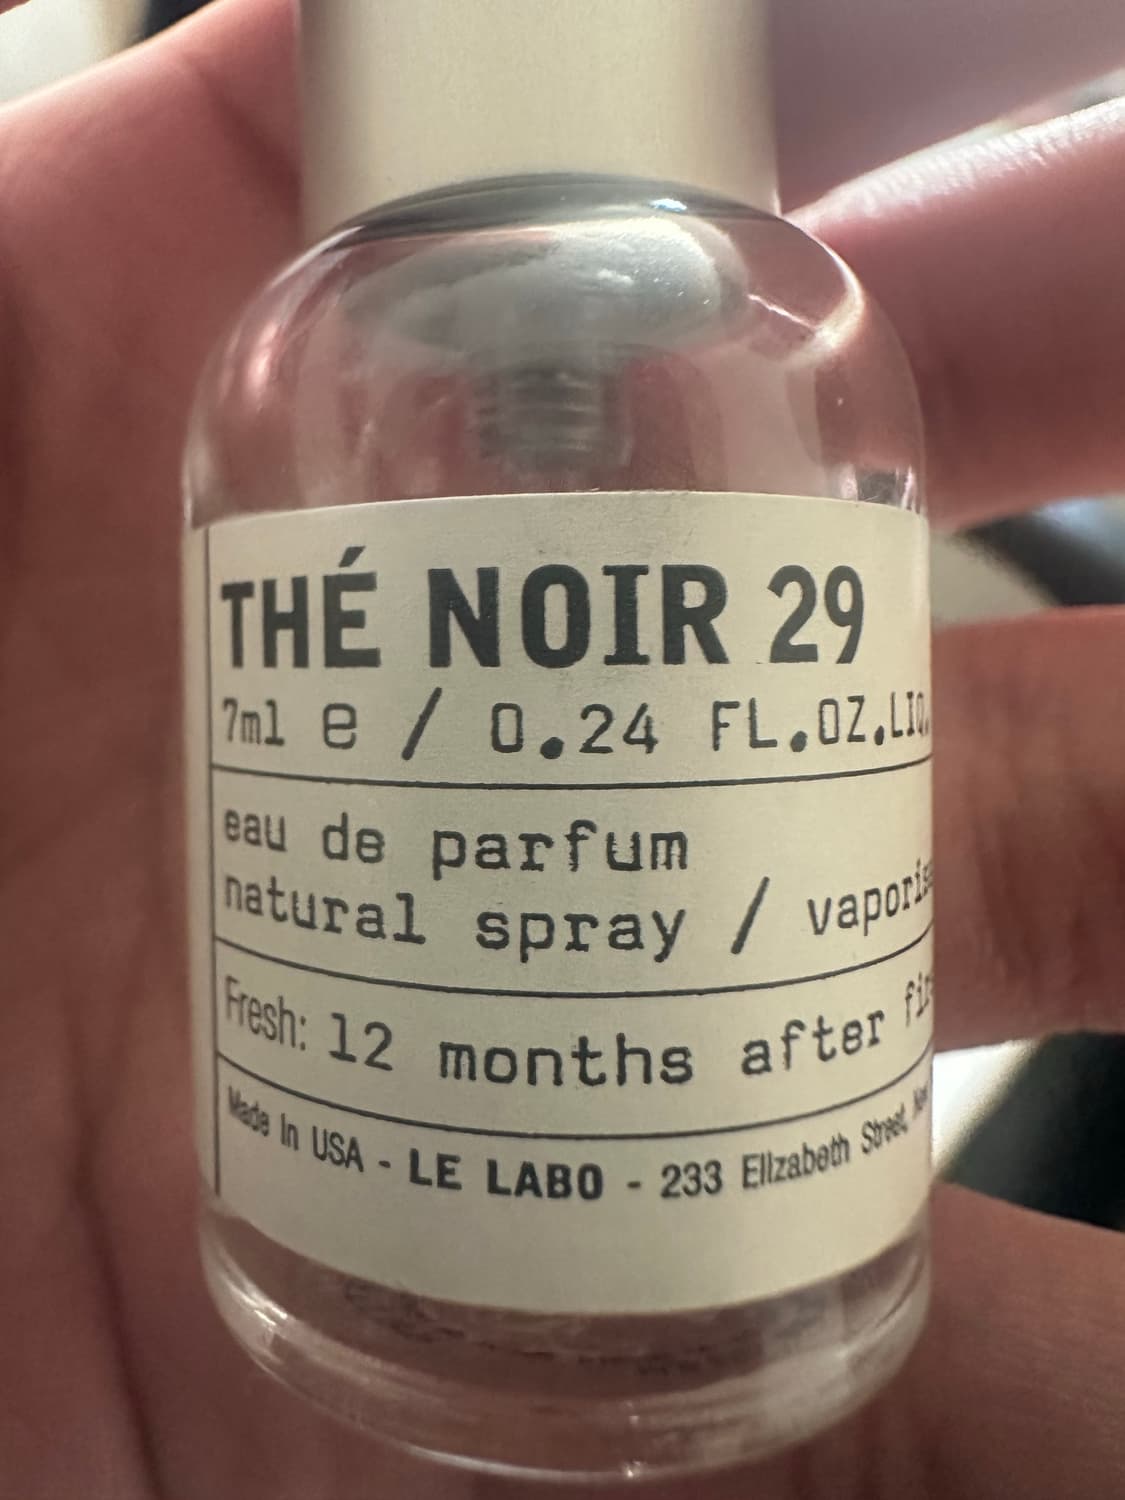 THÉ NOIR 29
7ml e / 0.24 FL.OZ.LIQ.
eau de parfum
natural spray /
Fresh: 12 months after
Made In USA - LE LABO - 233 Elizabeth Street,